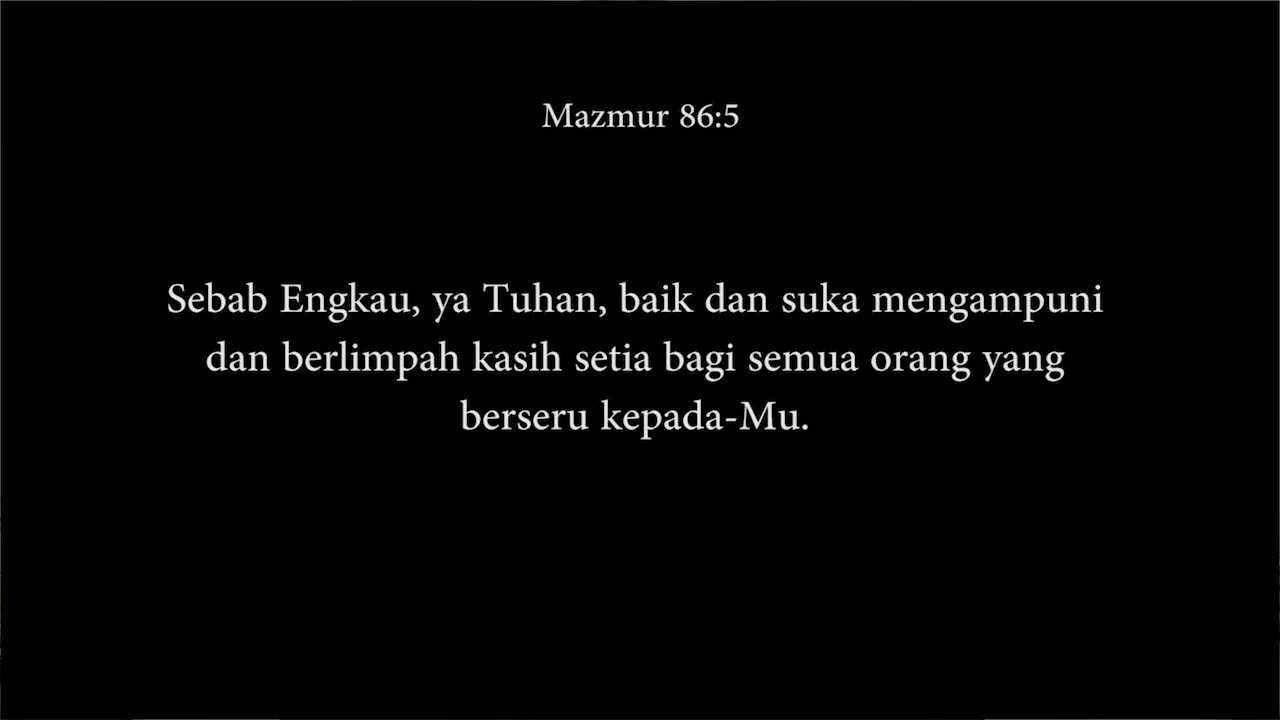 Mazmur 86:5
Sebab Engkau, ya Tuhan, baik dan suka mengampuni
dan berlimpah kasih setia bagi semua orang yang
berseru kepada-Mu.